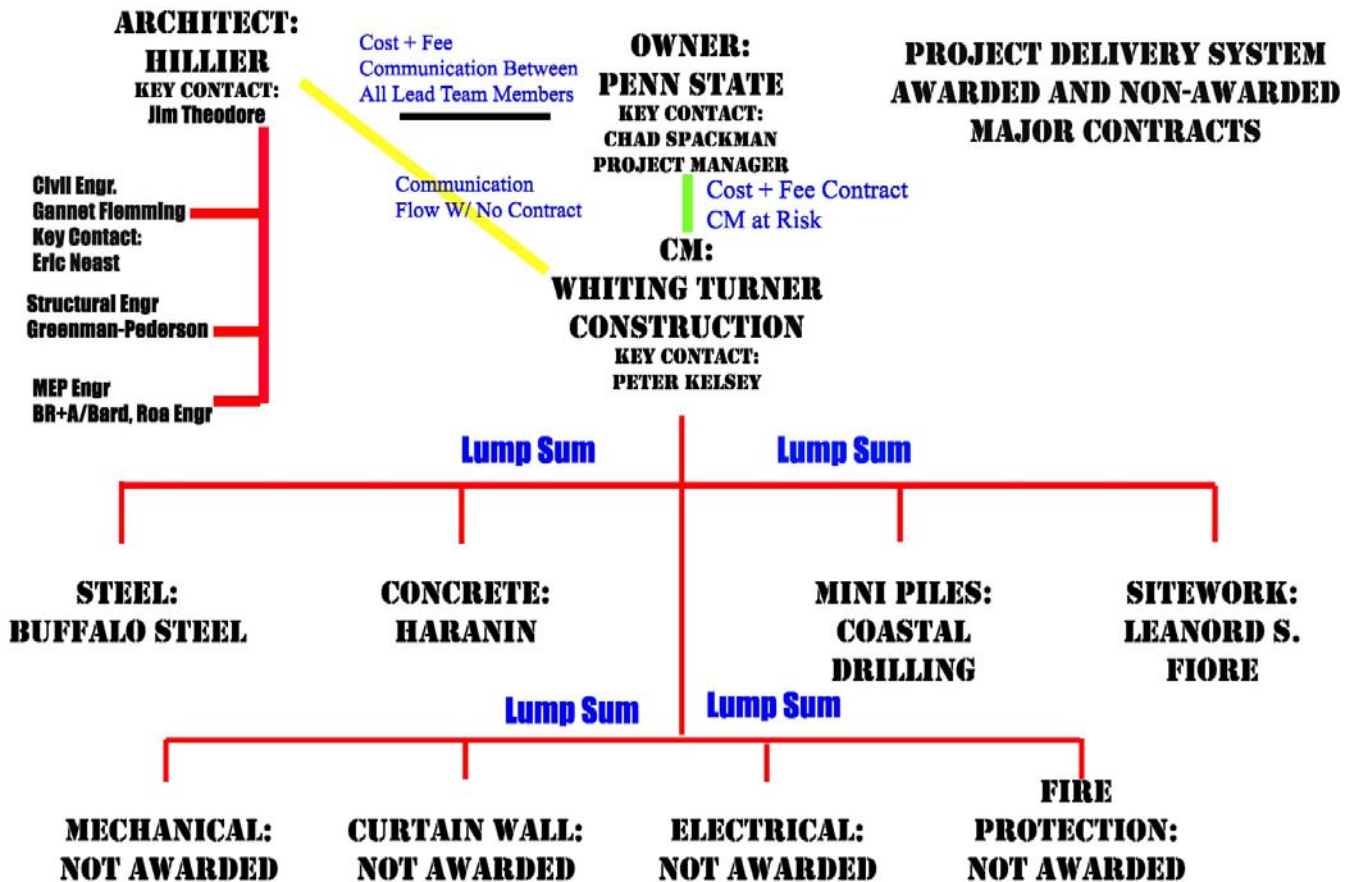 ARCHITECT:
HILLIER
KEY CONTACT:
Jim Theodore
Cost + Fee
Communication Between
All Lead Team Members
OWNER:
PENN STATE
KEY CONTACT:
CHAD SPACKMAN
PROJECT MANAGER
PROJECT DELIVERY SYSTEM
AWARDED AND NON-AWARDED
MAJOR CONTRACTS
Civil Engr.
Gannet Flemming
Key Contact:
Eric Neast
Structural Engr
Greenman-Pederson
MEP Engr
BR+A/Bard, Roa Engr
Communication
Flow W/ No Contract
Cost + Fee Contract
CM at Risk
CM:
WHITING TURNER
CONSTRUCTION
KEY CONTACT:
PETER KELSEY
Lump Sum
Lump Sum
STEEL:
BUFFALO STEEL
CONCRETE:
HARANIN
MINI PILES:
COASTAL
DRILLING
SITEWORK:
LEANORD S.
FIORE
Lump Sum
Lump Sum
MECHANICAL:
NOT AWARDED
CURTAIN WALL:
NOT AWARDED
ELECTRICAL:
NOT AWARDED
FIRE
PROTECTION:
NOT AWARDED